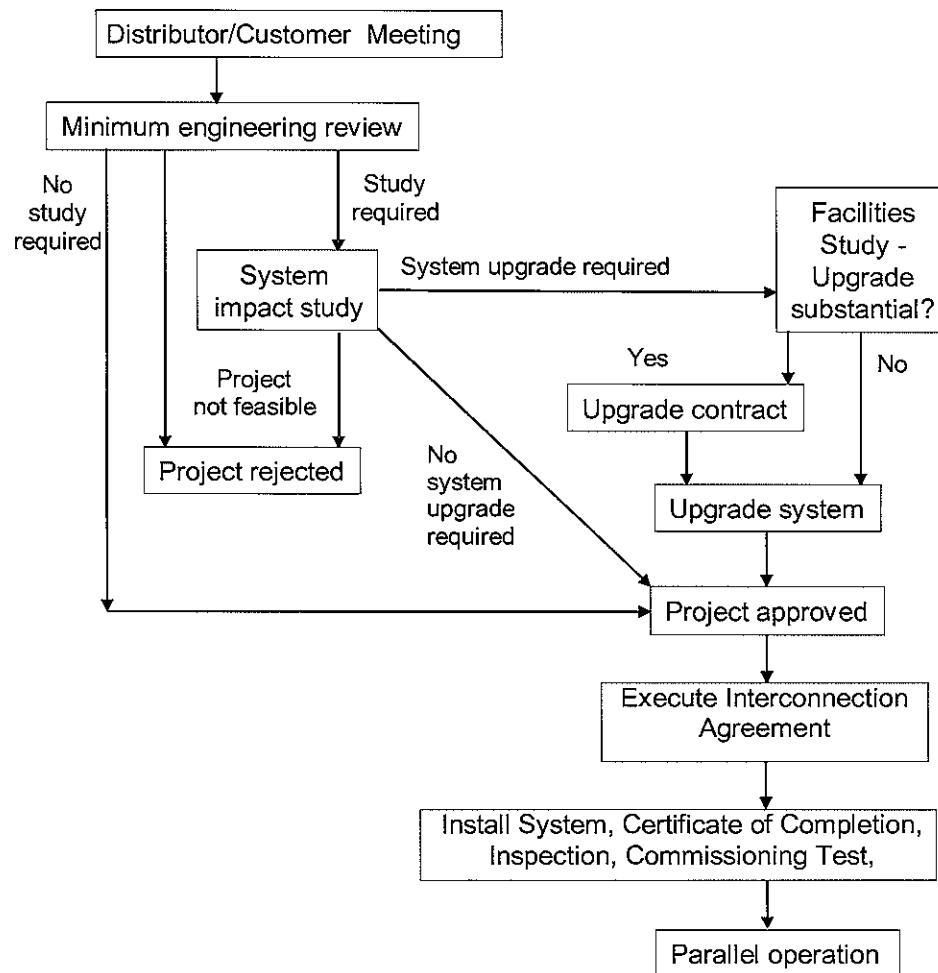 Distributor/Customer Meeting
Minimum engineering review
No
study
required
Study
required
Facilities
Study -
Upgrade
substantial?
System
impact study
System upgrade required
Project
not feasible
Yes
No
Upgrade contract
Project rejected
No
system
upgrade
required
Upgrade system
Project approved
Execute Interconnection
Agreement
Install System, Certificate of Completion,
Inspection, Commissioning Test,
Parallel operation